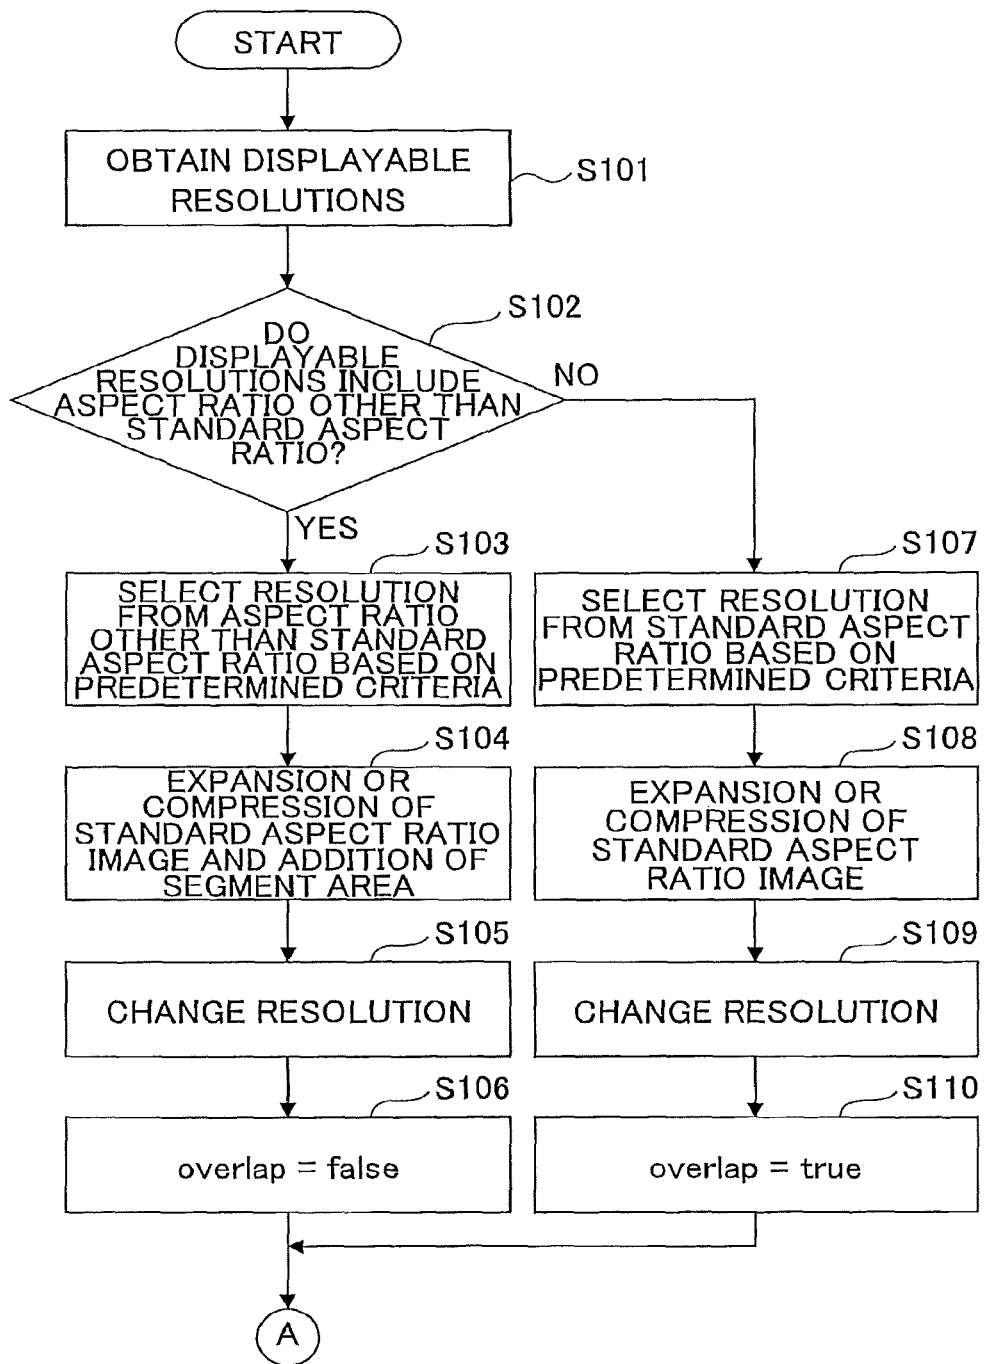 START
OBTAIN DISPLAYABLE
RESOLUTIONS
S101
S102
DO
DISPLAYABLE
RESOLUTIONS INCLUDE
ASPECT RATIO OTHER THAN
STANDARD ASPECT
RATIO?
NO
YES
S103
SELECT RESOLUTION
FROM ASPECT RATIO
OTHER THAN STANDARD
ASPECT RATIO BASED ON
PREDETERMINED CRITERIA
S107
SELECT RESOLUTION
FROM STANDARD ASPECT
RATIO BASED ON
PREDETERMINED CRITERIA
S104
EXPANSION OR
COMPRESSION OF
STANDARD ASPECT RATIO
IMAGE AND ADDITION OF
SEGMENT AREA
S108
EXPANSION OR
COMPRESSION OF
STANDARD ASPECT
RATIO IMAGE
S105
CHANGE RESOLUTION
S109
CHANGE RESOLUTION
S106
overlap = false
S110
overlap = true
A